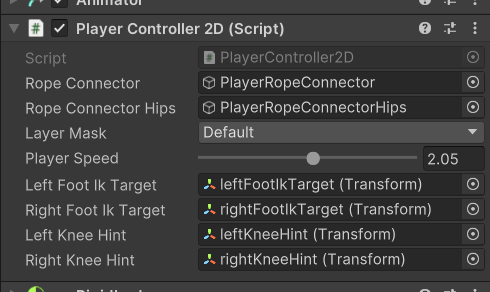 Animator
Player Controller 2D (Script)
Script PlayerController2D
Rope Connector PlayerRopeConnector
Rope Connector Hips PlayerRopeConnectorHips
Layer Mask Default
Player Speed 2.05
Left Foot Ik Target leftFootIkTarget (Transform)
Right Foot Ik Target rightFootIkTarget (Transform)
Left Knee Hint leftKneeHint (Transform)
Right Knee Hint rightKneeHint (Transform)